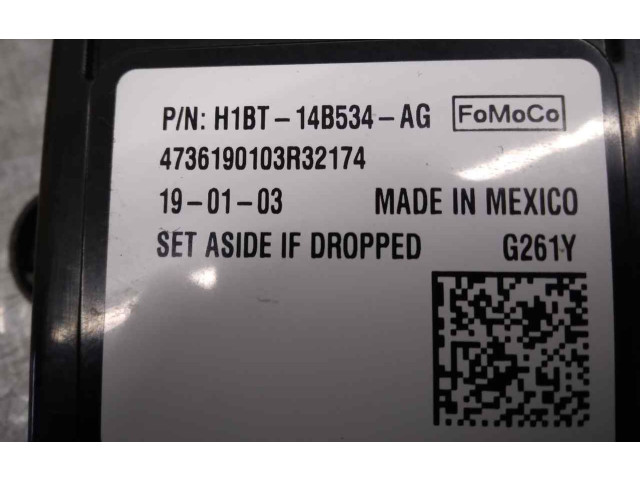 P/N: H1BT-14B534-AG FoMoCo
4736190103R32174
19-01-03 MADE IN MEXICO
SET ASIDE IF DROPPED G261Y